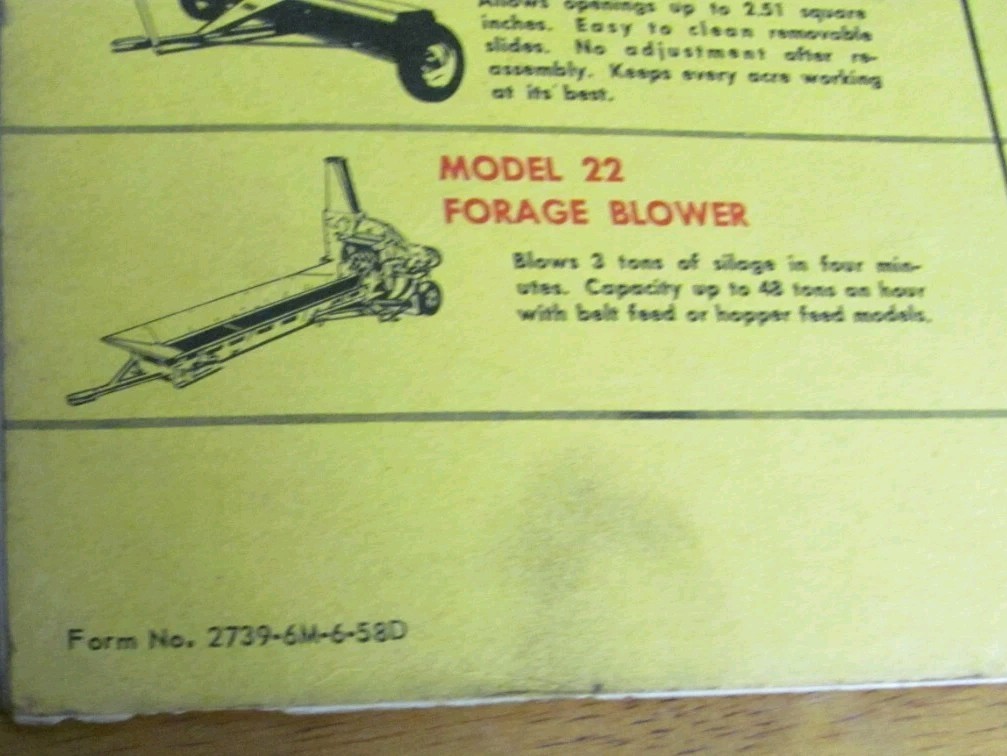 Allows openings up to 2.51 square
inches. Easy to clean removable
slides. No adjustment after re-
assembly. Keeps every acre working
at its best.
MODEL 22
FORAGE BLOWER
Blows 3 tons of silage in four min-
utes. Capacity up to 48 tons an hour
with belt feed or hopper feed models.
Form No. 2739-6M-6-58D